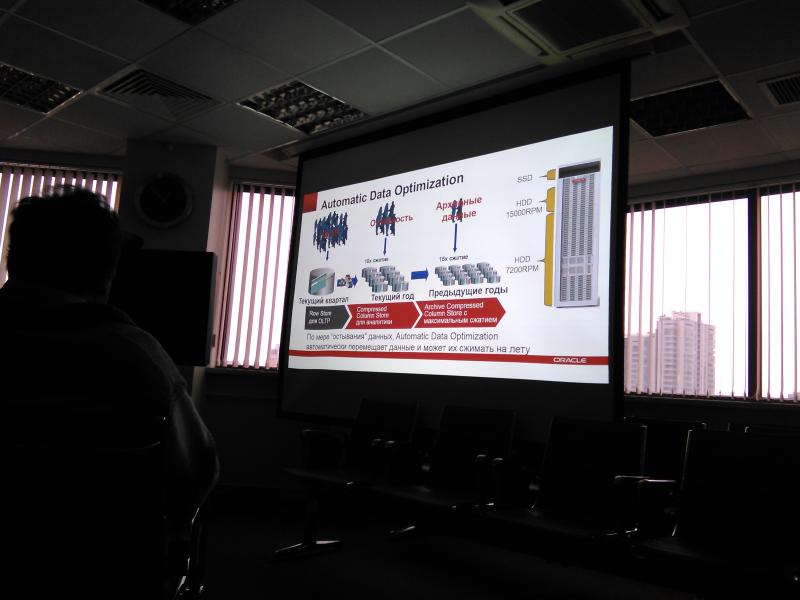 Automatic Data Optimization
Архивные
данные
10x сжатие
15x сжатие
Текущий квартал
Текущий год
Предыдущие годы
Row Store
для OLTP
Compressed
Column Store
для аналитики
Archive Compressed
Column Store с
максимальным сжатием
По мере "остывания" данных, Automatic Data Optimization
автоматически перемещает данные и может их сжимать на лету
SSD
HDD
15000RPM
HDD
7200RPM
ORACLE